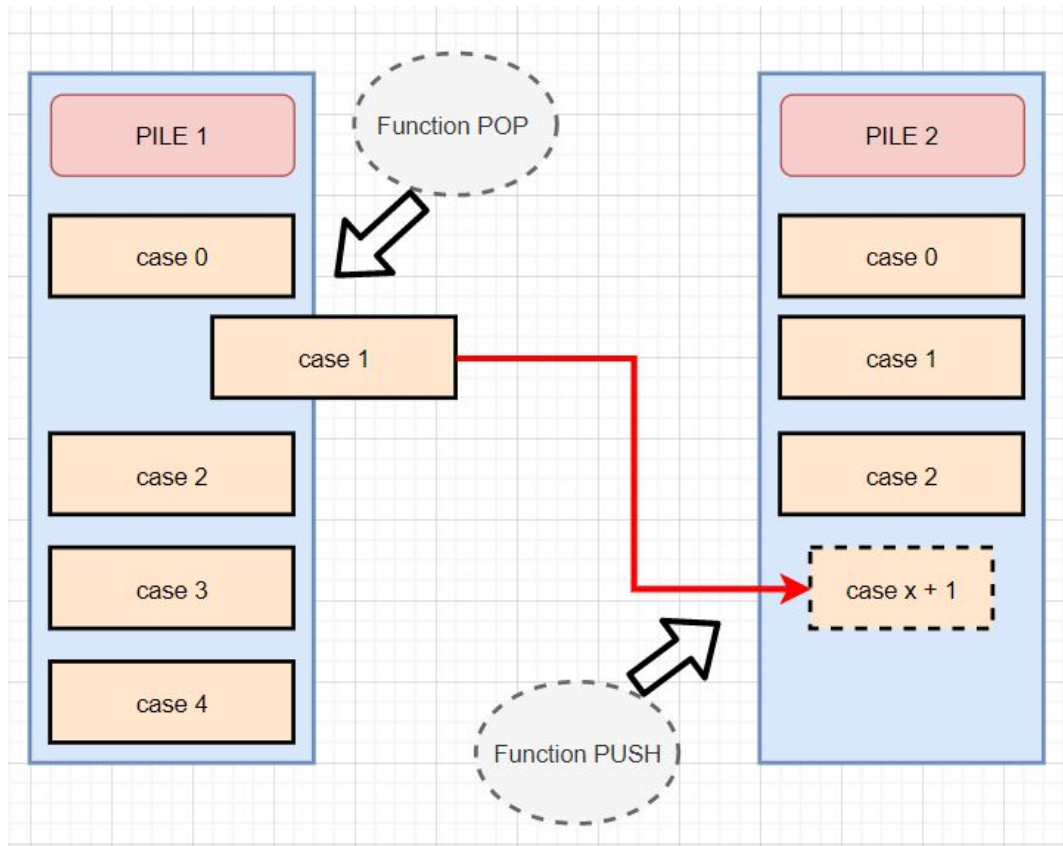 PILE 1
case 0
case 1
case 2
case 3
case 4
Function POP
Function PUSH
PILE 2
case 0
case 1
case 2
case x + 1